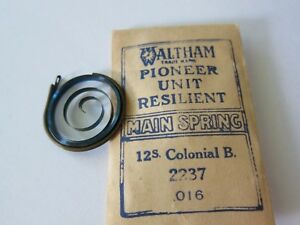 WALTHAM
TRADE MARK
PIONEER
UNIT
RESILIENT
MAIN SPRING
12s. Colonial B.
2237
.016